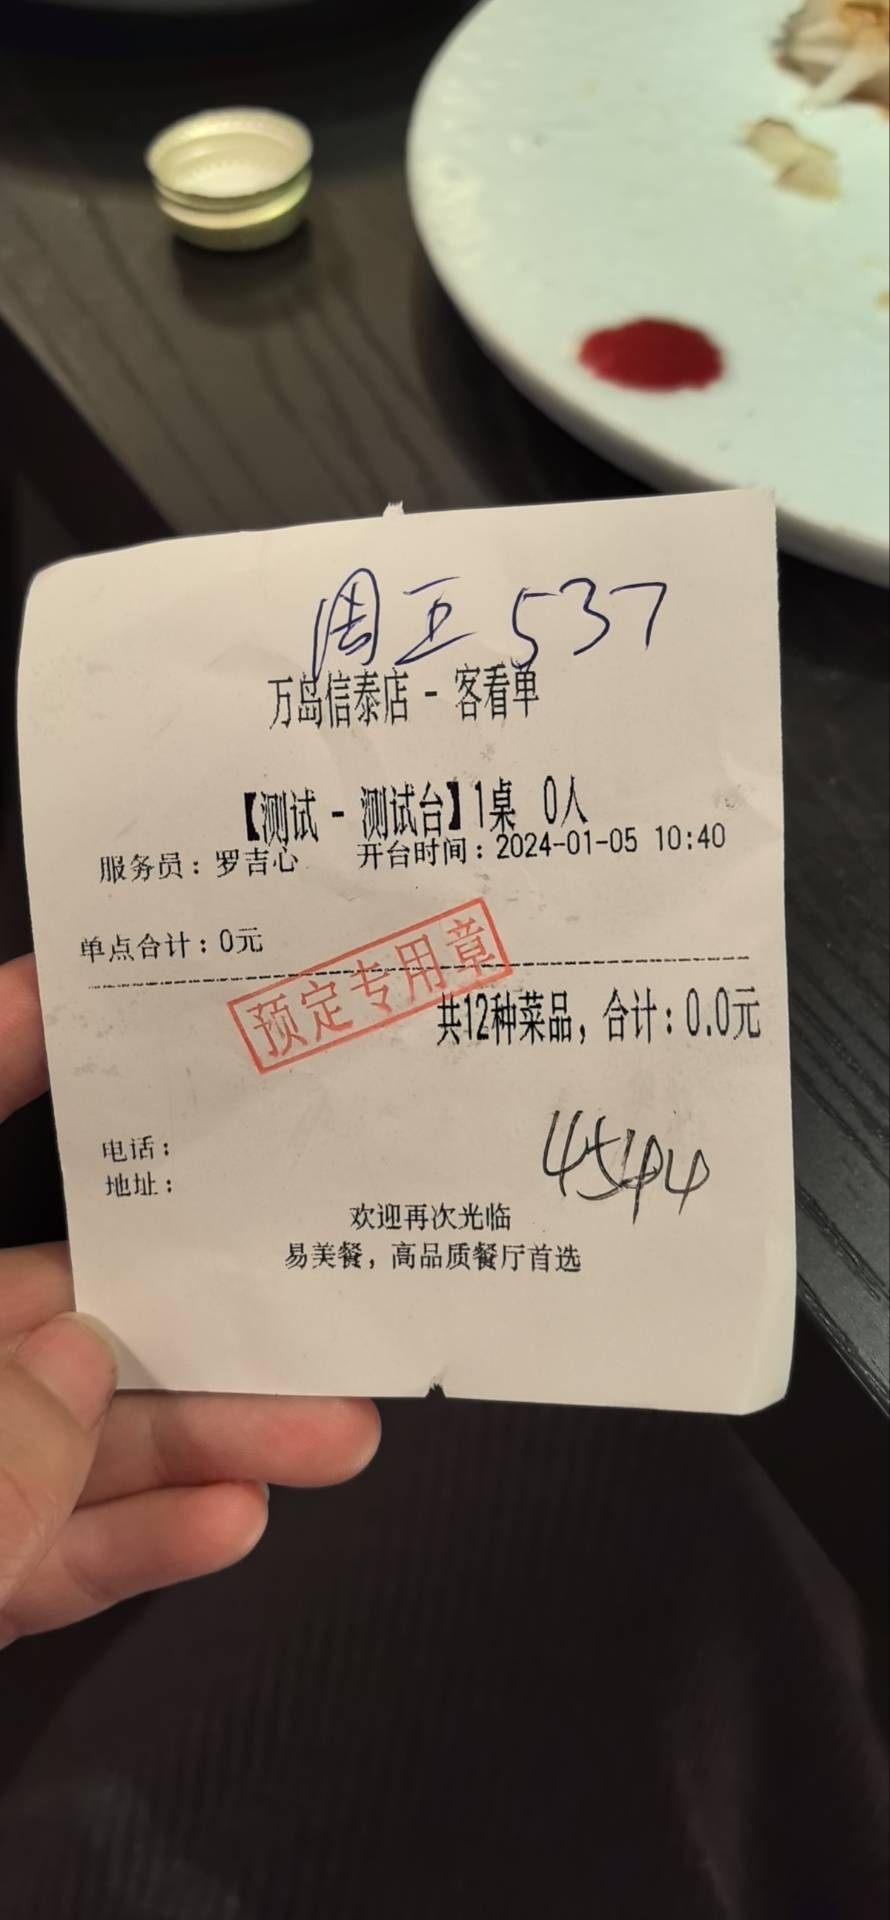 周五 537
万岛信泰店 - 客看单
【测试 - 测试台】1桌 0人
服务员：罗吉心 开台时间：2024-01-05 10:40
单点合计：0元
预定专用章
共12种菜品，合计：0.0元
4544
电话：
地址：
欢迎再次光临
易美餐，高品质餐厅首选